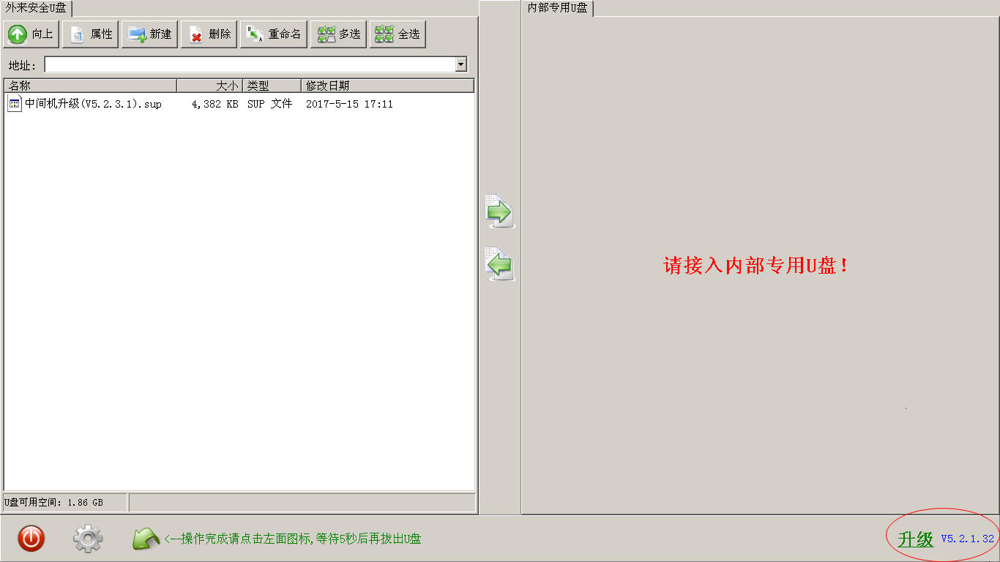 外来安全U盘
内部专用U盘
向上 属性 新建 删除 重命名 多选 全选
地址:
名称 大小 类型 修改日期
中间机升级(V5.2.3.1).sup 4,382 KB SUP 文件 2017-5-15 17:11
请接入内部专用U盘!
U盘可用空间: 1.86 GB
<--操作完成请点击左面图标,等待5秒后再拔出U盘
升级 V5.2.1.32